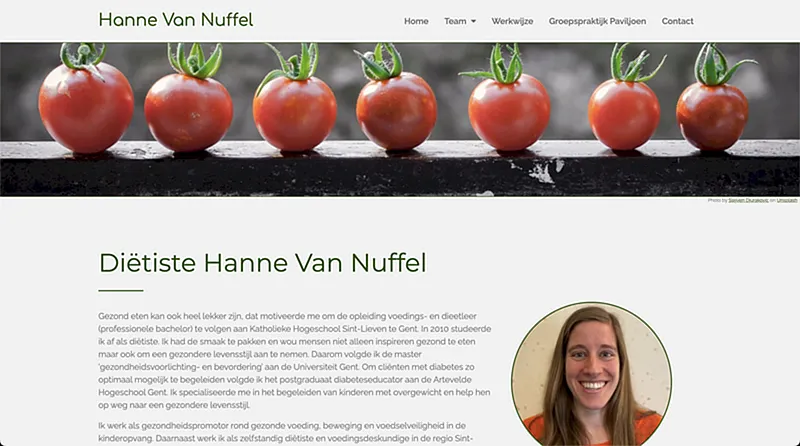 Hanne Van Nuffel
Home Team Werkwijze Groepspraktijk Paviljoen Contact
Photo by Sasvan Djurakovic on Unsplash
Diëtiste Hanne Van Nuffel
Gezond eten kan ook heel lekker zijn, dat motiveerde me om de opleiding voedings- en dieetleer
(professionele bachelor) te volgen aan Katholieke Hogeschool Sint-Lieven te Gent. In 2010 studeerde
ik af als diëtiste. Ik had de smaak te pakken en wou mensen niet alleen inspireren gezond te eten
maar ook om een gezondere levensstijl aan te nemen. Daarom volgde ik de master
'gezondheidsvoorlichting- en bevordering' aan de Universiteit Gent. Om cliënten met diabetes zo
optimaal mogelijk te begeleiden volgde ik het postgraduaat diabeteseducator aan de Artevelde
Hogeschool Gent. Ik specialiseerde me in het begeleiden van kinderen met overgewicht en help hen
op weg naar een gezondere levensstijl.
Ik werk als gezondheidspromotor rond gezonde voeding, beweging en voedselveiligheid in de
kinderopvang. Daarnaast werk ik als zelfstandig diëtiste en voedingsdeskundige in de regio Sint-